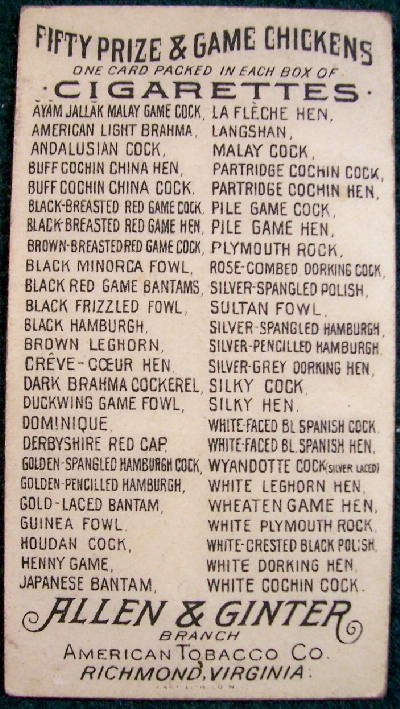 FIFTY PRIZE & GAME CHICKENS
ONE CARD PACKED IN EACH BOX OF
· CIGARETTES ·
AYAM JALLAK MALAY GAME COCK,
AMERICAN LIGHT BRAHMA,
ANDALUSIAN COCK,
BUFF COCHIN CHINA HEN,
BUFF COCHIN CHINA COCK.
BLACK-BREASTED RED GAME COCK,
BLACK-BREASTED RED GAME HEN,
BROWN-BREASTED RED GAME COCK,
BLACK MINORCA FOWL,
BLACK RED GAME BANTAMS,
BLACK FRIZZLED FOWL,
BLACK HAMBURGH,
BROWN LEGHORN,
CRÊVE-CŒUR HEN,
DARK BRAHMA COCKEREL,
DUCKWING GAME FOWL,
DOMINIQUE,
DERBYSHIRE RED CAP,
GOLDEN-SPANGLED HAMBURGH COCK,
GOLDEN-PENCILLED HAMBURGH,
GOLD-LACED BANTAM,
GUINEA FOWL,
HOUDAN COCK,
HENNY GAME,
JAPANESE BANTAM,
LA FLÈCHE HEN,
LANGSHAN,
MALAY COCK,
PARTRIDGE COCHIN COCK,
PARTRIDGE COCHIN HEN,
PILE GAME COCK,
PILE GAME HEN,
PLYMOUTH ROCK,
ROSE-COMBED DORKING COCK,
SILVER-SPANGLED POLISH,
SULTAN FOWL,
SILVER-SPANGLED HAMBURGH,
SILVER-PENCILLED HAMBURGH,
SILVER-GREY DORKING HEN,
SILKY COCK,
SILKY HEN,
WHITE-FACED BL. SPANISH COCK,
WHITE-FACED BL. SPANISH HEN,
WYANDOTTE COCK (SILVER LACED)
WHITE LEGHORN HEN,
WHEATEN GAME HEN,
WHITE PLYMOUTH ROCK,
WHITE-CRESTED BLACK POLISH,
WHITE DORKING HEN,
WHITE COCHIN COCK.
ALLEN & GINTER
BRANCH
AMERICAN TOBACCO CO.
RICHMOND, VIRGINIA.